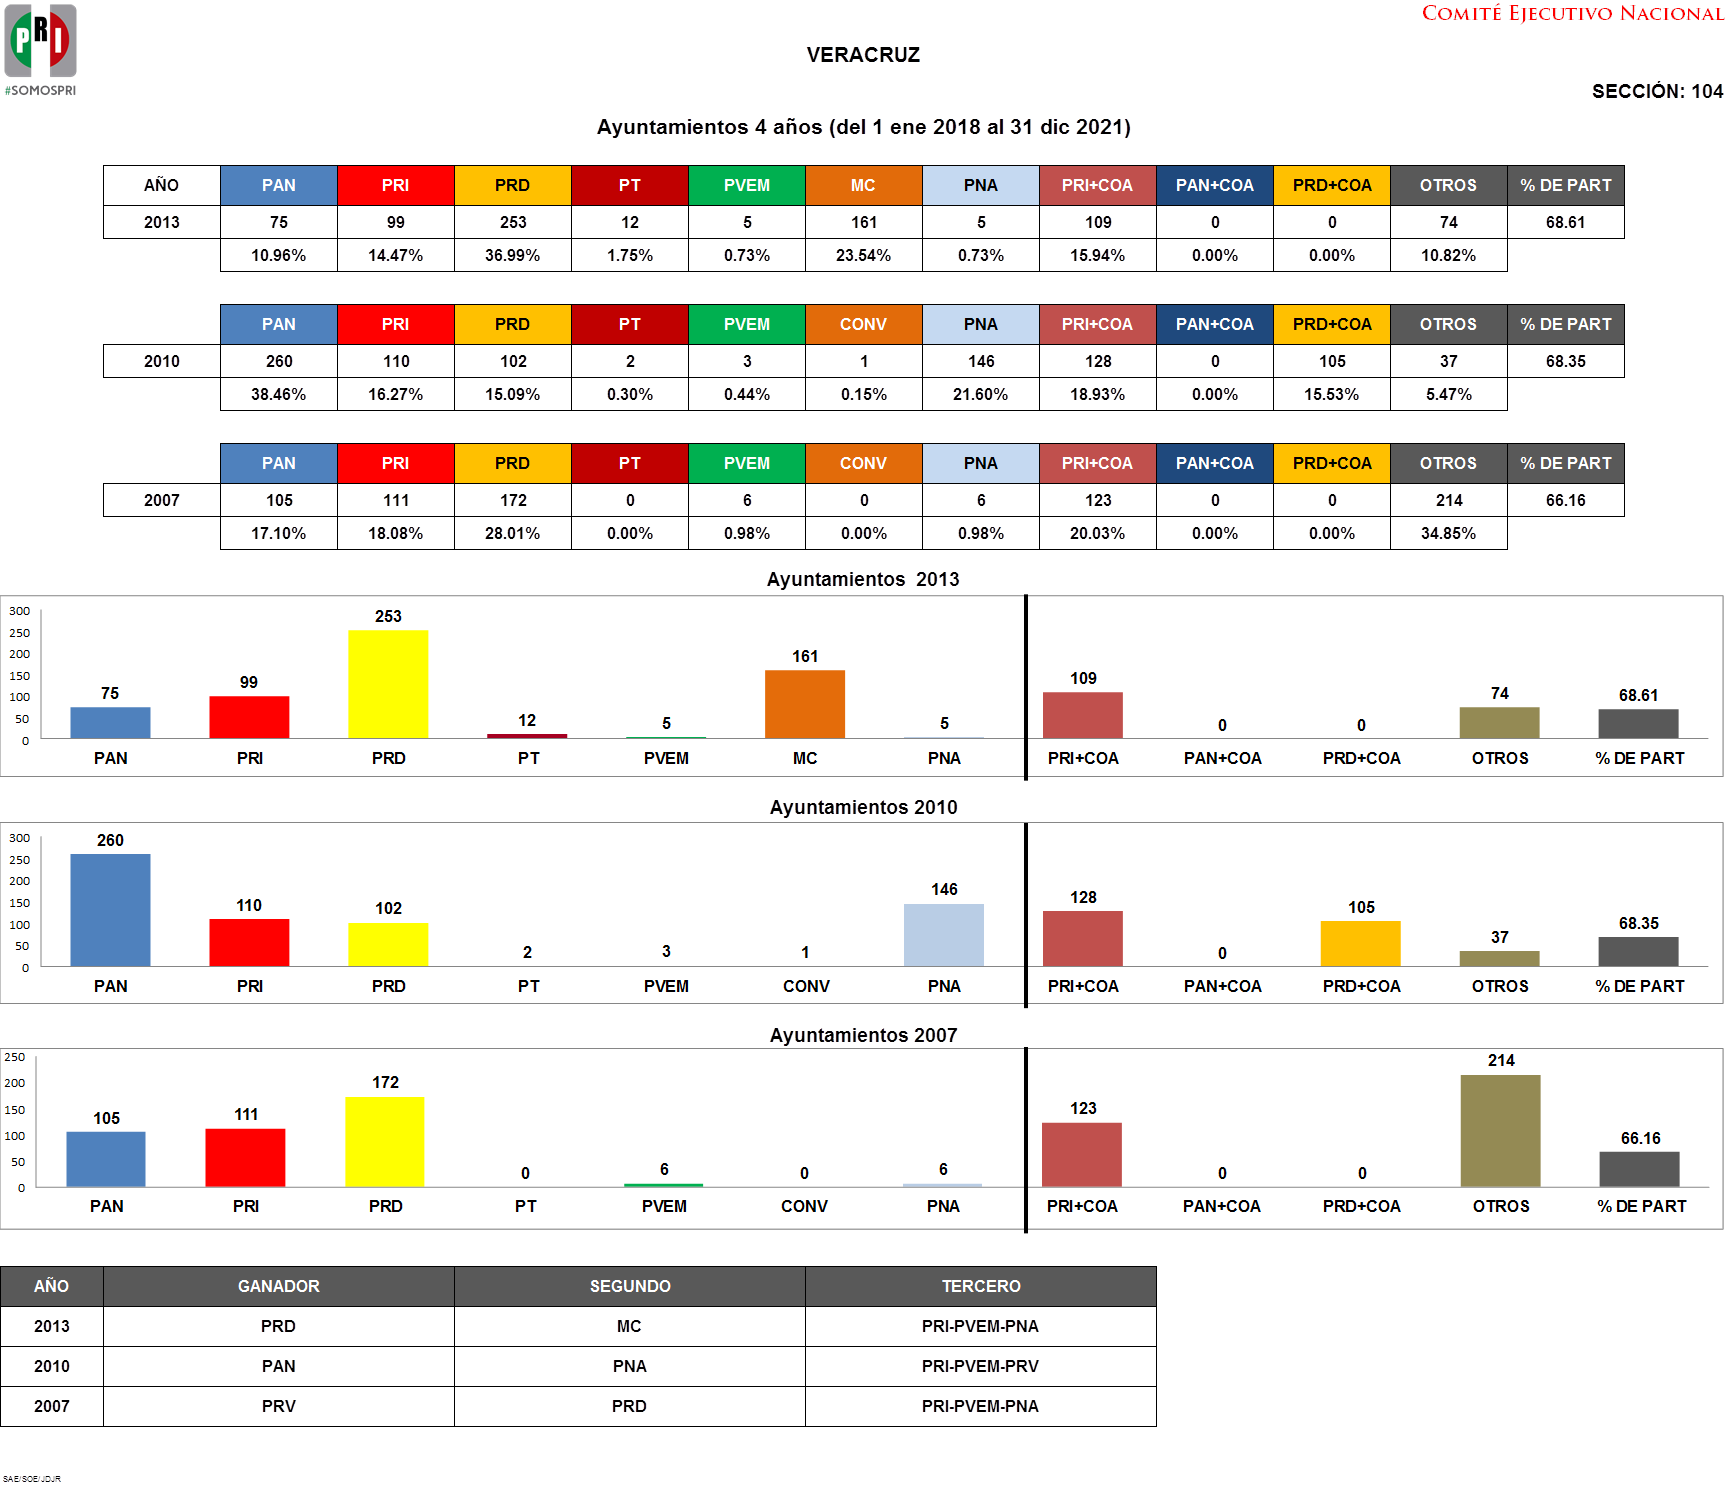 PRI
#SOMOSPRI
COMITÉ EJECUTIVO NACIONAL
VERACRUZ
SECCIÓN: 104
Ayuntamientos 4 años (del 1 ene 2018 al 31 dic 2021)
AÑO PAN PRI PRD PT PVEM MC PNA PRI+COA PAN+COA PRD+COA OTROS % DE PART
2013 75 99 253 12 5 161 5 109 0 0 74 68.61
10.96% 14.47% 36.99% 1.75% 0.73% 23.54% 0.73% 15.94% 0.00% 0.00% 10.82%
PAN PRI PRD PT PVEM CONV PNA PRI+COA PAN+COA PRD+COA OTROS % DE PART
2010 260 110 102 2 3 1 146 128 0 105 37 68.35
38.46% 16.27% 15.09% 0.30% 0.44% 0.15% 21.60% 18.93% 0.00% 15.53% 5.47%
PAN PRI PRD PT PVEM CONV PNA PRI+COA PAN+COA PRD+COA OTROS % DE PART
2007 105 111 172 0 6 0 6 123 0 0 214 66.16
17.10% 18.08% 28.01% 0.00% 0.98% 0.00% 0.98% 20.03% 0.00% 0.00% 34.85%
Ayuntamientos 2013
300
250
200
150
100
50
0
75 99 253 12 5 161 5 109 0 0 74 68.61
PAN PRI PRD PT PVEM MC PNA PRI+COA PAN+COA PRD+COA OTROS % DE PART
Ayuntamientos 2010
300
250
200
150
100
50
0
260 110 102 2 3 1 146 128 0 105 37 68.35
PAN PRI PRD PT PVEM CONV PNA PRI+COA PAN+COA PRD+COA OTROS % DE PART
Ayuntamientos 2007
250
200
150
100
50
0
105 111 172 0 6 0 6 123 0 0 214 66.16
PAN PRI PRD PT PVEM CONV PNA PRI+COA PAN+COA PRD+COA OTROS % DE PART
AÑO GANADOR SEGUNDO TERCERO
2013 PRD MC PRI-PVEM-PNA
2010 PAN PNA PRI-PVEM-PRV
2007 PRV PRD PRI-PVEM-PNA
SAE/SOE/JDJR